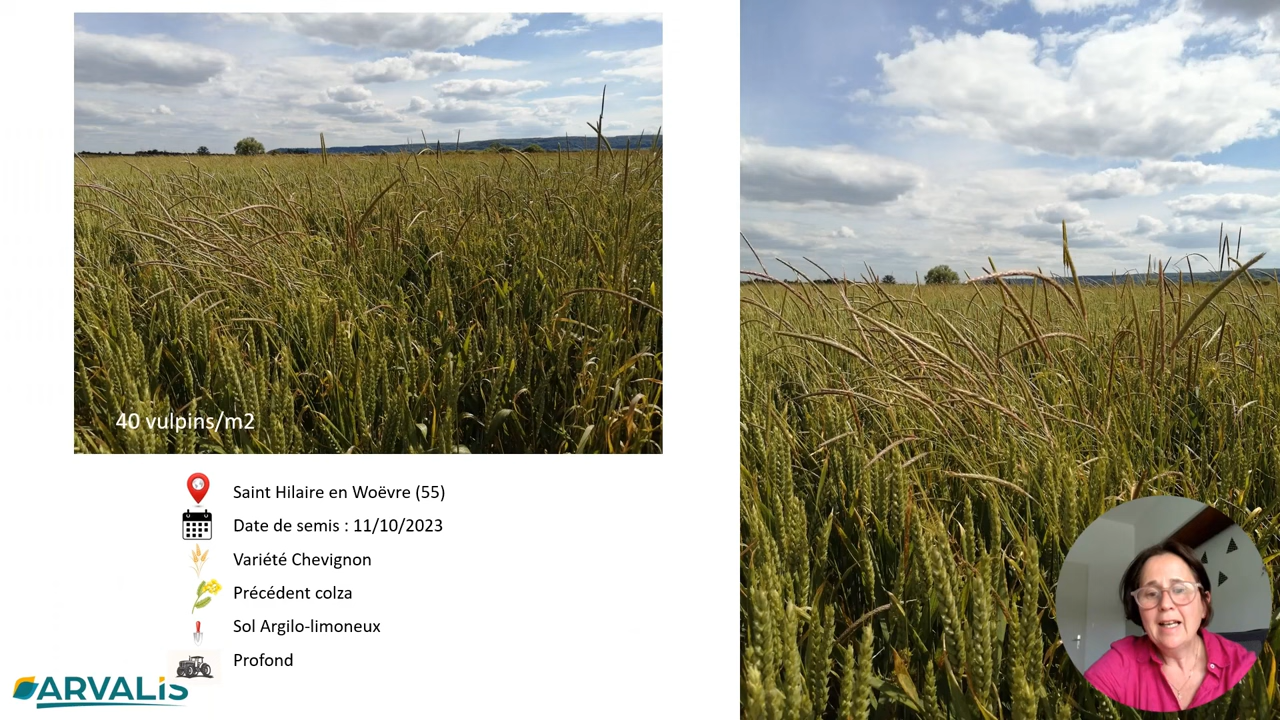 40 vulpins/m2
Saint Hilaire en Woëvre (55)
Date de semis : 11/10/2023
Variété Chevignon
Précédent colza
Sol Argilo-limoneux
Profond
ARVALIS